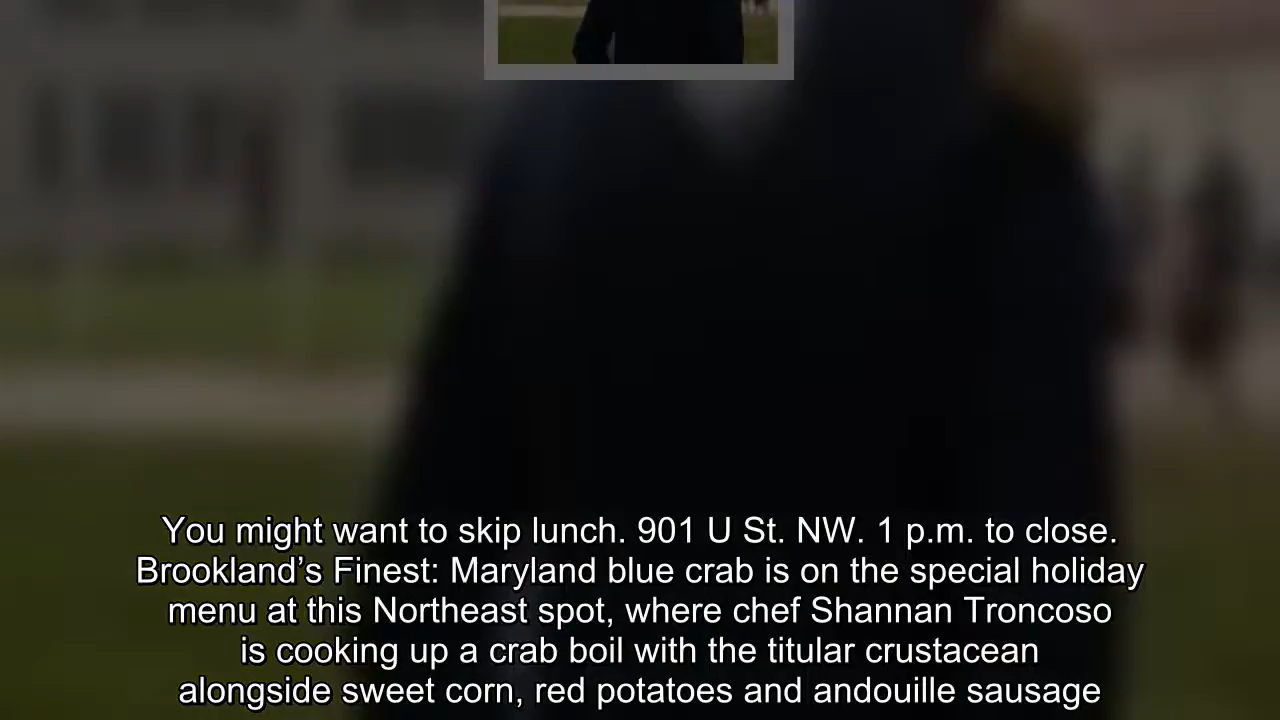 You might want to skip lunch. 901 U St. NW. 1 p.m. to close.
Brookland’s Finest: Maryland blue crab is on the special holiday
menu at this Northeast spot, where chef Shannan Troncoso
is cooking up a crab boil with the titular crustacean
alongside sweet corn, red potatoes and andouille sausage